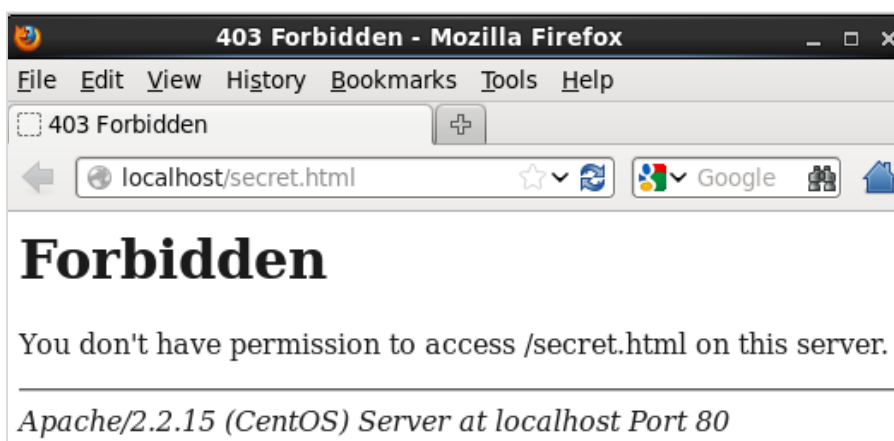 403 Forbidden - Mozilla Firefox
File Edit View History Bookmarks Tools Help
403 Forbidden
localhost/secret.html Google
Forbidden
You don't have permission to access /secret.html on this server.
Apache/2.2.15 (CentOS) Server at localhost Port 80